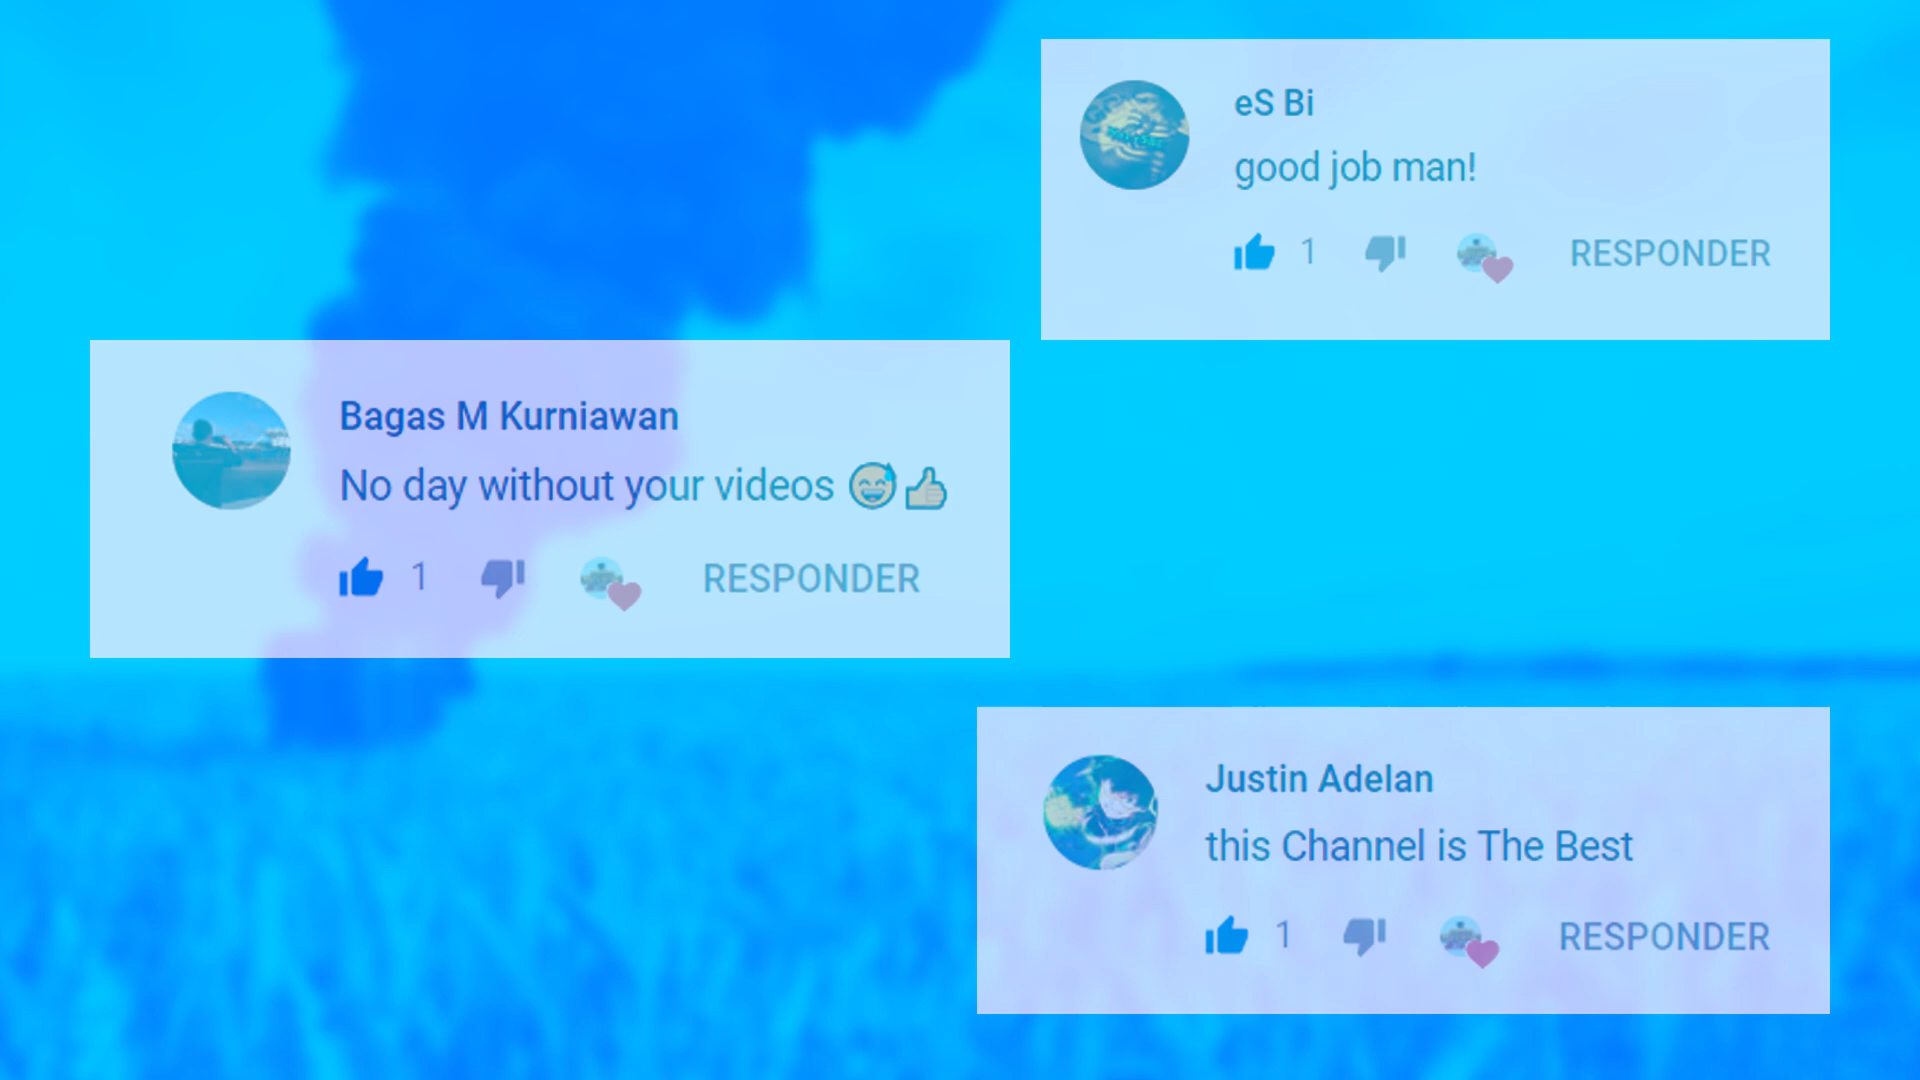 eS Bi
good job man!
1 RESPONDER
Bagas M Kurniawan
No day without your videos 😅👍
1 RESPONDER
Justin Adelan
this Channel is The Best
1 RESPONDER